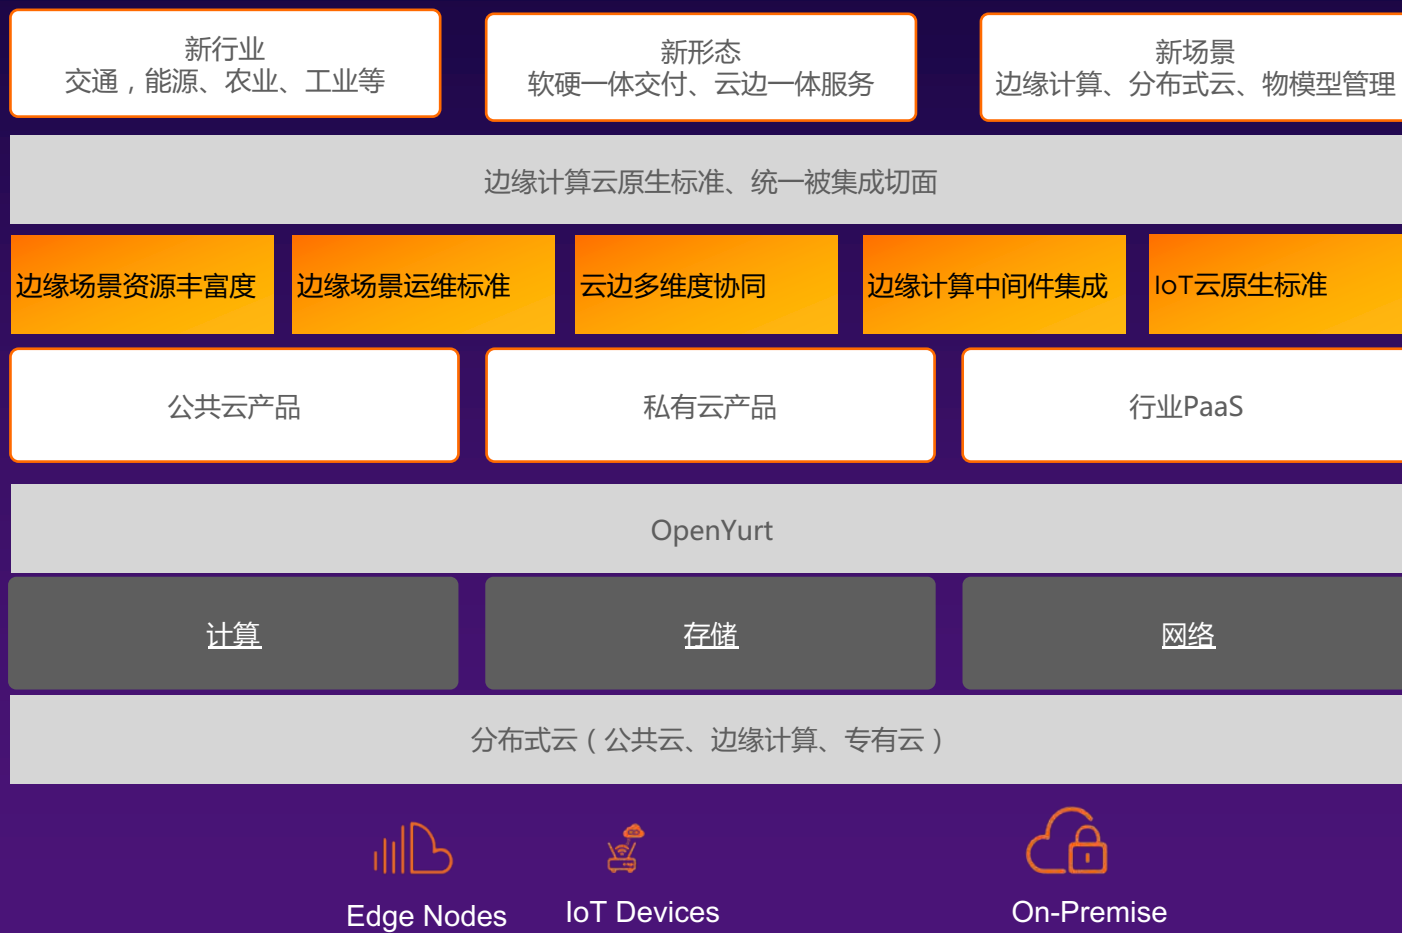 新行业
交通，能源、农业、工业等
新形态
软硬一体交付、云边一体服务
新场景
边缘计算、分布式云、物模型管理
边缘计算云原生标准、统一被集成切面
边缘场景资源丰富度
边缘场景运维标准
云边多维度协同
边缘计算中间件集成
IoT云原生标准
公共云产品
私有云产品
行业PaaS
OpenYurt
计算
存储
网络
分布式云（公共云、边缘计算、专有云）
Edge Nodes
IoT Devices
On-Premise